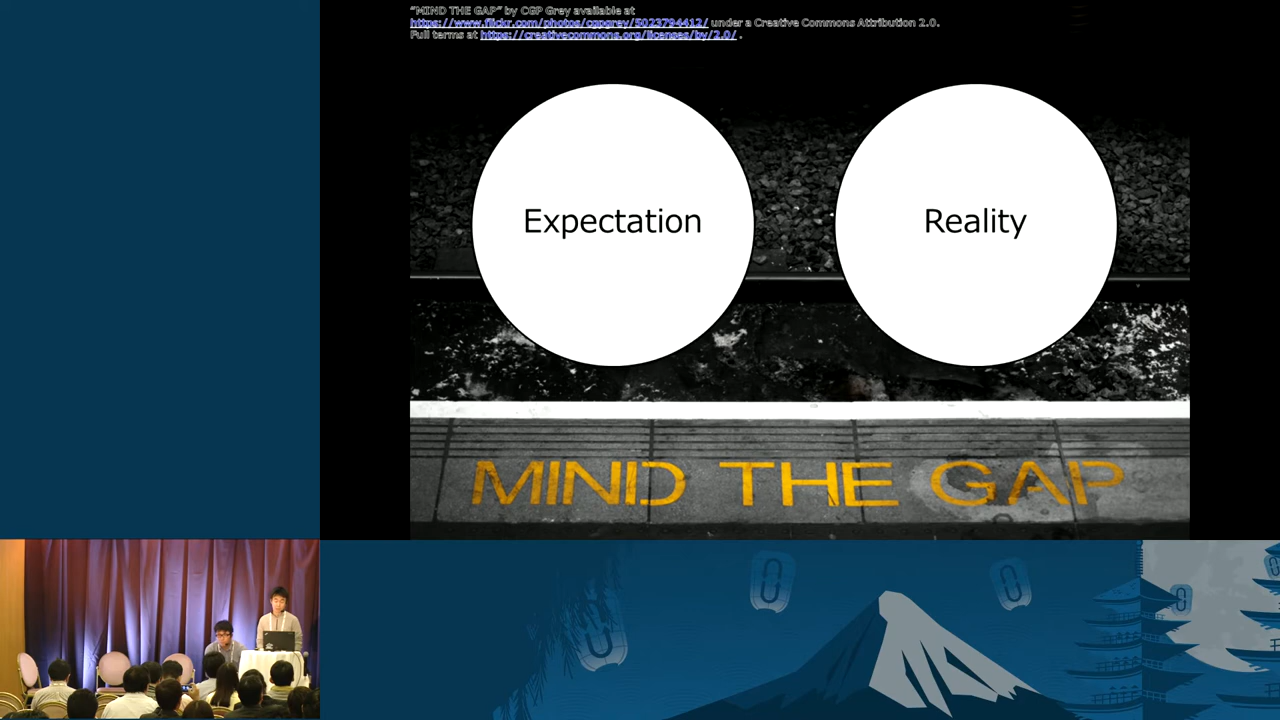 “MIND THE GAP” by CGP Grey available at
https://www.flickr.com/photos/cgpgrey/5023794412/ under a Creative Commons Attribution 2.0.
Full terms at https://creativecommons.org/licenses/by/2.0/ .
Expectation
Reality
MIND THE GAP